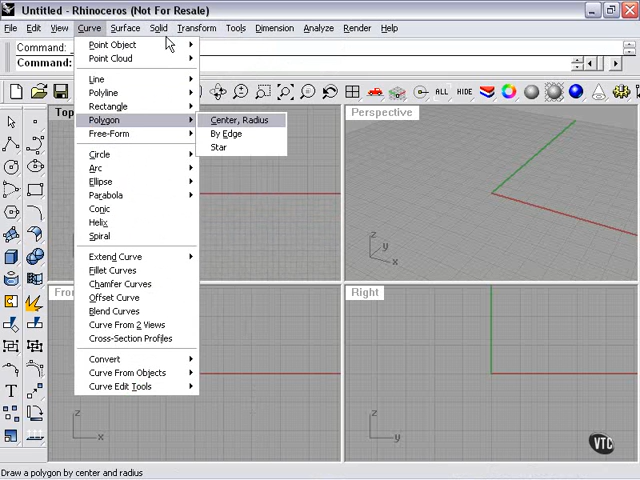 Untitled - Rhinoceros (Not For Resale)
File Edit View Curve Surface Solid Transform Tools Dimension Analyze Render Help
Command:
Command:
Point Object
Point Cloud
Line
Polyline
Rectangle
Polygon
Free-Form
Circle
Arc
Ellipse
Parabola
Conic
Helix
Spiral
Extend Curve
Fillet Curves
Chamfer Curves
Offset Curve
Blend Curves
Curve From 2 Views
Cross-Section Profiles
Convert
Curve From Objects
Curve Edit Tools
Center, Radius
By Edge
Star
ALL HIDE
Top
Perspective
z
y
x
Right
z
x
z
y
T
VTC
Draw a polygon by center and radius